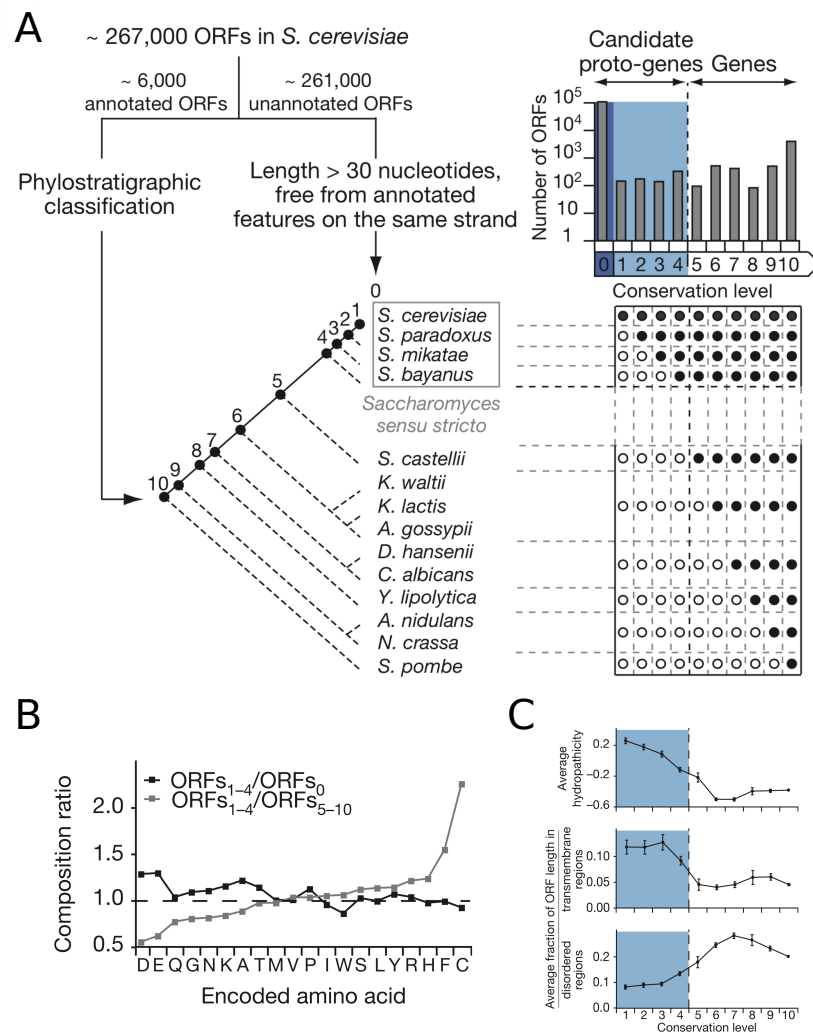 A
~ 267,000 ORFs in S. cerevisiae
~ 6,000
annotated ORFs
~ 261,000
unannotated ORFs
Phylostratigraphic
classification
Length > 30 nucleotides,
free from annotated
features on the same strand
Candidate
proto-genes
Genes
Number of ORFs
10^5
10^4
10^3
10^2
10
1
0 1 2 3 4 5 6 7 8 9 10
Conservation level
0
1
2
3
4
5
6
7
8
9
10
S. cerevisiae
S. paradoxus
S. mikatae
S. bayanus
Saccharomyces
sensu stricto
S. castellii
K. waltii
K. lactis
A. gossypii
D. hansenii
C. albicans
Y. lipolytica
A. nidulans
N. crassa
S. pombe
B
Composition ratio
2.0
1.5
1.0
0.5
ORFs1–4/ORFs0
ORFs1–4/ORFs5–10
D E Q G N K A T M V P I W S L Y R H F C
Encoded amino acid
C
Average
hydropathicity
0.2
−0.2
−0.6
Average fraction of ORF length in
transmembrane
regions
0.10
0.05
0.00
disordered
regions
0.2
0.1
0.0
1 2 3 4 5 6 7 8 9 10
Conservation level